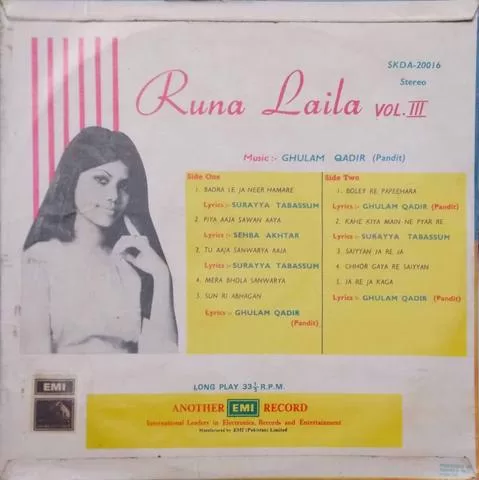 SKDA-20016
Stereo
Runa Laila VOL. III
Music :- GHULAM QADIR (Pandit)
Side One
1. BADRA LE JA NEER HAMARE
Lyrics :- SURAYYA TABASSUM
2. PIYA AAJA SAWAN AAYA
Lyrics :- SEHBA AKHTAR
3. TU AAJA SANWARYA AAJA
Lyrics :- SURAYYA TABASSUM
4. MERA BHOLA SANWARYA
5. SUN RI ABHAGAN
Lyrics :- GHULAM QADIR
(Pandit)
Side Two
1. BOLEY RE PAPEEHARA
Lyrics :- GHULAM QADIR (Pandit)
2. KAHE KIYA MAIN NE PYAR RE
Lyrics :- SURAYYA TABASSUM
3. SAIYYAN JA RE JA
4. CHHOR GAYA RE SAIYYAN
5. JA RE JA KAGA
Lyrics :- GHULAM QADIR
(Pandit)
LONG PLAY 33⅓ R.P.M.
EMI
ANOTHER EMI RECORD
International Leaders in Electronics, Records and Entertainment
Manufactured by EMI (Pakistan) Limited